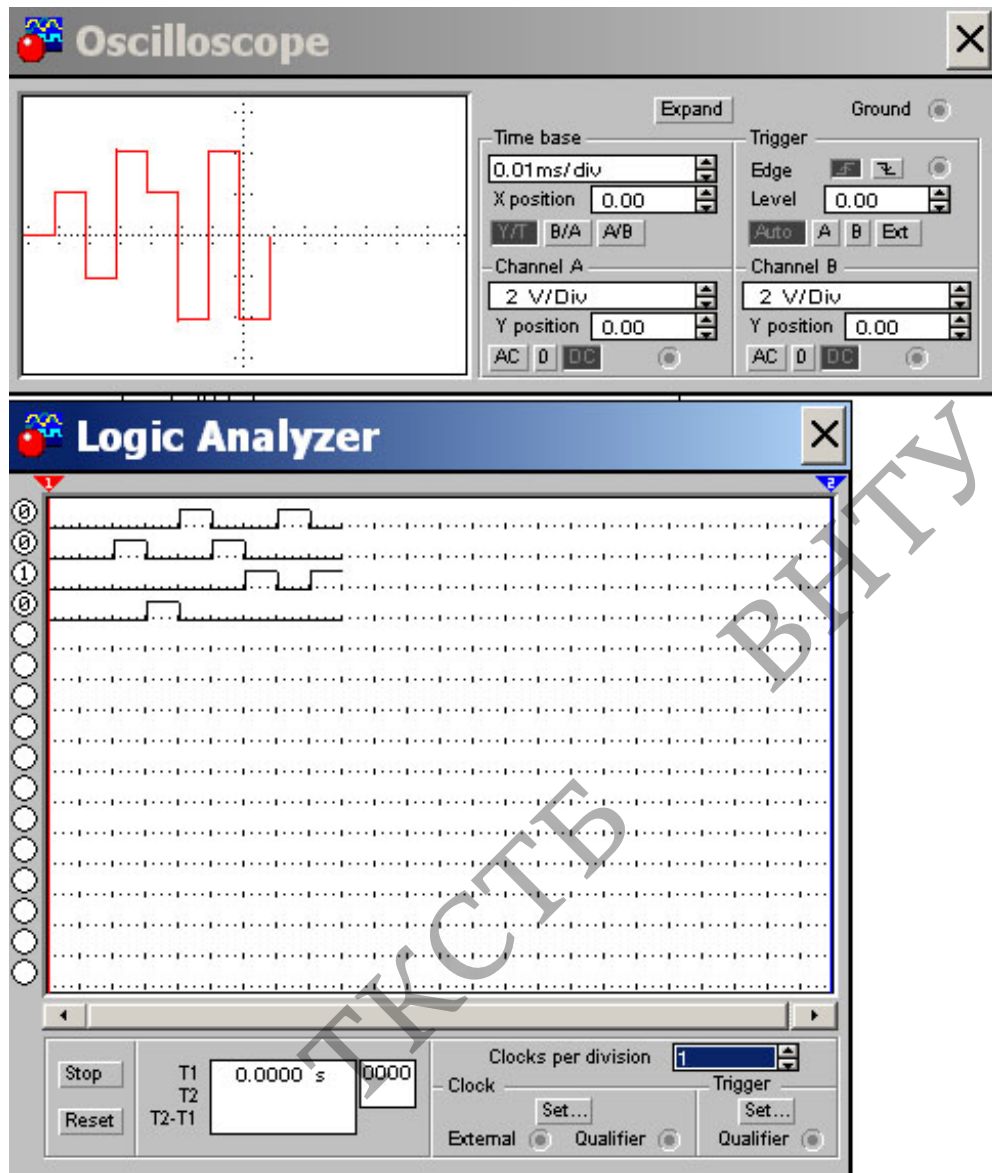 Oscilloscope
Expand
Ground
Time base
Trigger
0.01ms/div
Edge
X position 0.00
Level 0.00
Y/T B/A A/B
Auto A B Ext
Channel A
Channel B
2 V/Div
2 V/Div
Y position 0.00
Y position 0.00
AC 0 DC
AC 0 DC
Logic Analyzer
1
2
0
0
1
0
Stop
Reset
T1
T2
T2-T1
0.0000 s
0000
Clocks per division 1
Clock
Set...
External
Qualifier
Trigger
Set...
Qualifier
ТКСТБ ВНТУ